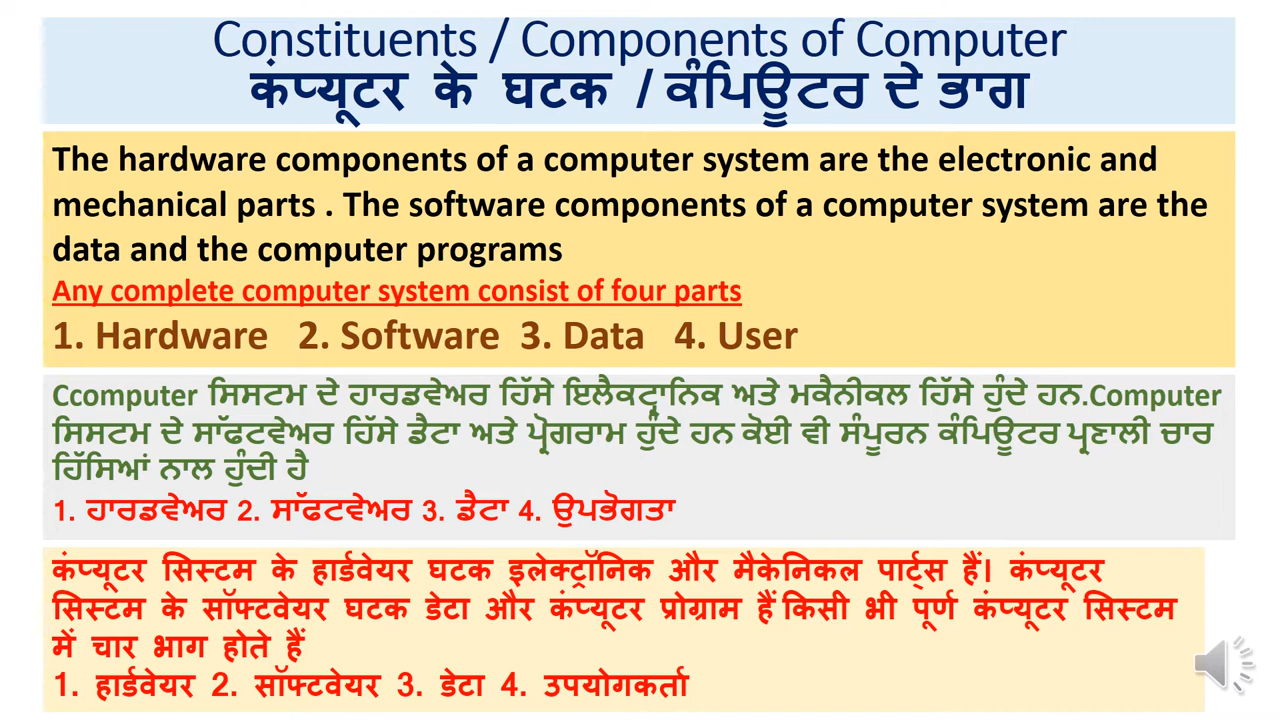 Constituents / Components of Computer
कंप्यूटर के घटक / ਕੰਪਿਊਟਰ ਦੇ ਭਾਗ
The hardware components of a computer system are the electronic and
mechanical parts . The software components of a computer system are the
data and the computer programs
Any complete computer system consist of four parts
1. Hardware 2. Software 3. Data 4. User
Ccomputer ਸਿਸਟਮ ਦੇ ਹਾਰਡਵੇਅਰ ਹਿੱਸੇ ਇਲੈਕਟ੍ਰਾਨਿਕ ਅਤੇ ਮਕੈਨੀਕਲ ਹਿੱਸੇ ਹੁੰਦੇ ਹਨ.Computer
ਸਿਸਟਮ ਦੇ ਸਾੱਫਟਵੇਅਰ ਹਿੱਸੇ ਡੈਟਾ ਅਤੇ ਪ੍ਰੋਗਰਾਮ ਹੁੰਦੇ ਹਨ ਕੋਈ ਵੀ ਸੰਪੂਰਨ ਕੰਪਿਊਟਰ ਪ੍ਰਣਾਲੀ ਚਾਰ
ਹਿੱਸਿਆਂ ਨਾਲ ਹੁੰਦੀ ਹੈ
1. ਹਾਰਡਵੇਅਰ 2. ਸਾੱਫਟਵੇਅਰ 3. ਡੈਟਾ 4. ਉਪਭੋਗਤਾ
कंप्यूटर सिस्टम के हार्डवेयर घटक इलेक्ट्रॉनिक और मैकेनिकल पार्ट्स हैं। कंप्यूटर
सिस्टम के सॉफ्टवेयर घटक डेटा और कंप्यूटर प्रोग्राम हैं किसी भी पूर्ण कंप्यूटर सिस्टम
में चार भाग होते हैं
1. हार्डवेयर 2. सॉफ्टवेयर 3. डेटा 4. उपयोगकर्ता